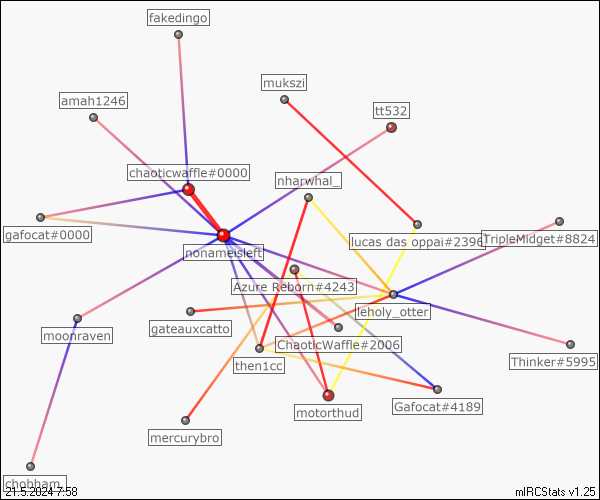 fakedingo
mukszi
amah1246
tt532
chaoticwaffle#0000
nharwhal_
gafocat#0000
nonameisleft
lucas das oppai#2396
TripleMidget#8824
Azure Reborn#4243
leholy_otter
gateauxcatto
moonraven
ChaoticWaffle#2006
then1cc
Thinker#5995
motorthud
Gafocat#4189
mercurybro
chobham_
21.5.2024 7:58
mIRCStats v1.25